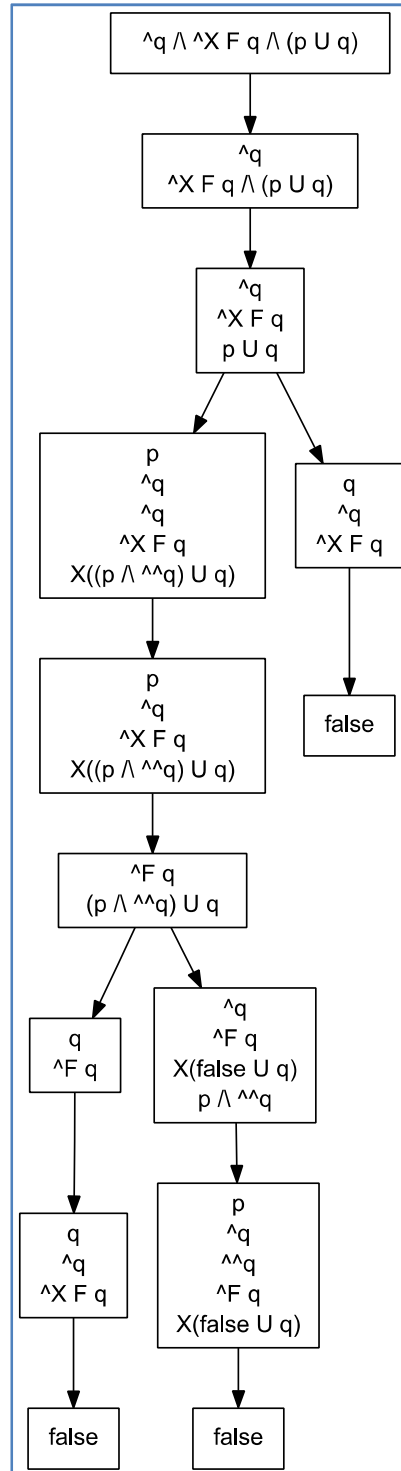 ^q /\ ^X F q /\ (p U q)
^q
^X F q /\ (p U q)
^q
^X F q
p U q
p
^q
^q
^X F q
X((p /\ ^^q) U q)
q
^q
^X F q
p
^q
^X F q
X((p /\ ^^q) U q)
false
^F q
(p /\ ^^q) U q
q
^F q
^q
^F q
X(false U q)
p /\ ^^q
q
^q
^X F q
p
^q
^^q
^F q
X(false U q)
false
false